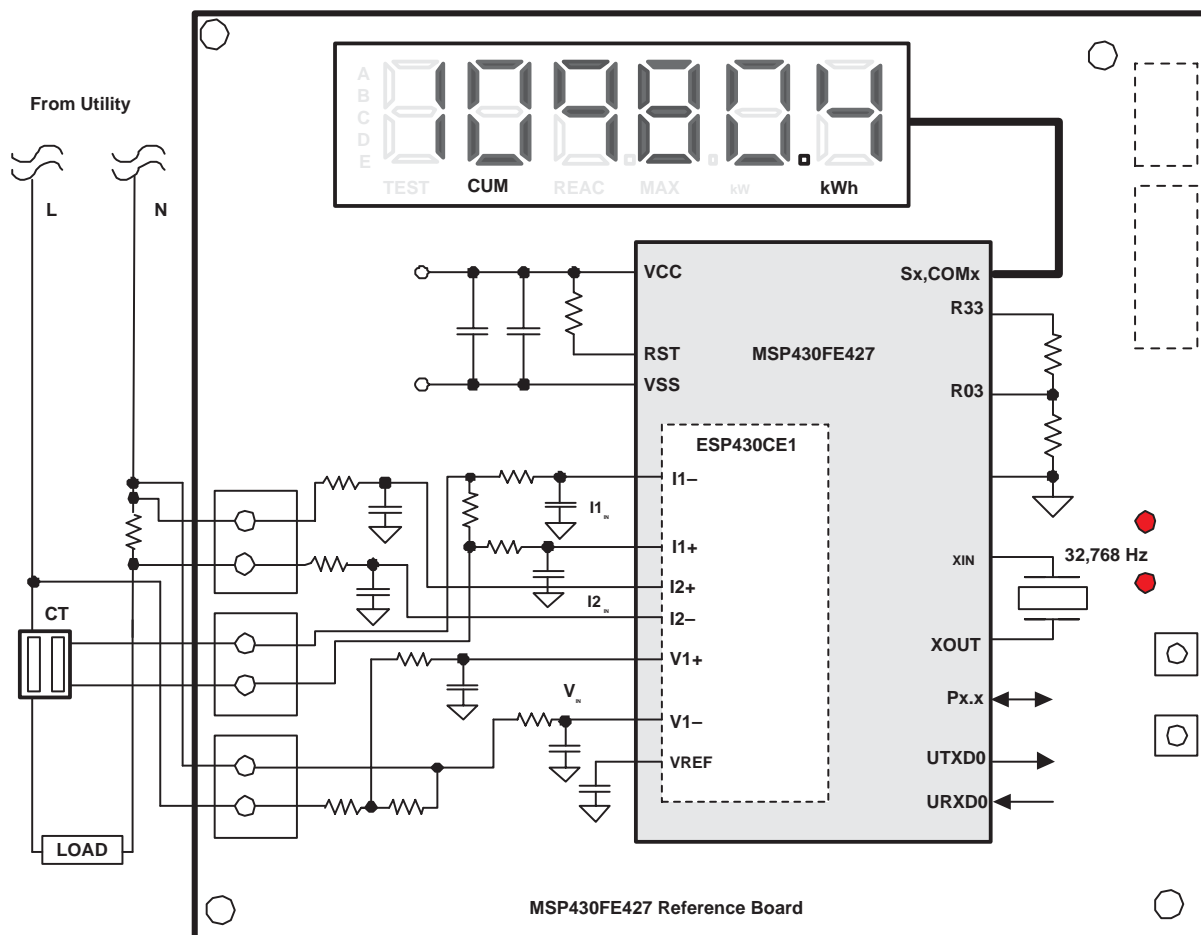 From Utility
L
N
A
B
C
D
E
10980.4
TEST CUM REAC MAX kW kWh
VCC
RST
VSS
Sx,COMx
R33
R03
MSP430FE427
ESP430CE1
I1–
I1IN
I1+
I2+
I2IN
I2–
V1+
VIN
V1–
VREF
XIN
32,768 Hz
XOUT
Px.x
UTXD0
URXD0
CT
LOAD
MSP430FE427 Reference Board